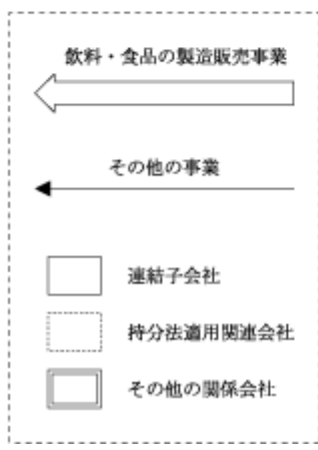 飲料・食品の製造販売事業
その他の事業
連結子会社
持分法適用関連会社
その他の関係会社